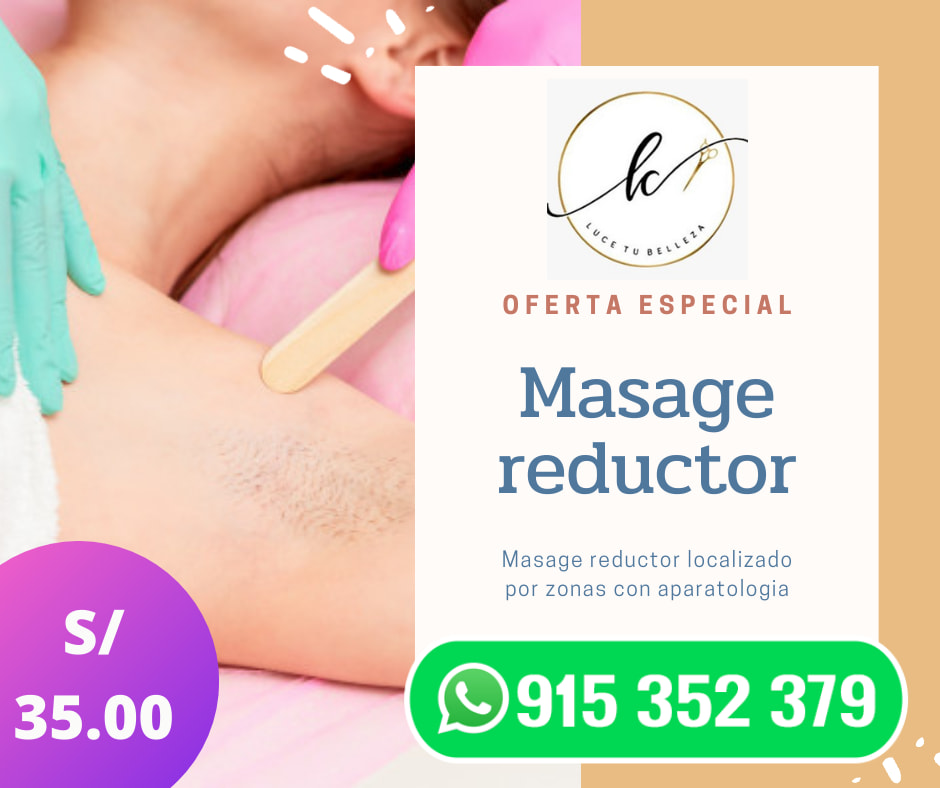 lc
LUCE TU BELLEZA
OFERTA ESPECIAL
Masage
reductor
Masage reductor localizado
por zonas con aparatologia
S/
35.00
915 352 379